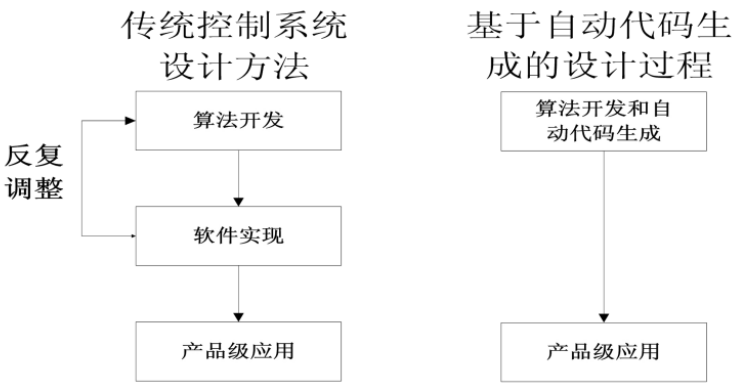 传统控制系统
设计方法
算法开发
反复
调整
软件实现
产品级应用
基于自动代码生
成的设计过程
算法开发和自
动代码生成
产品级应用